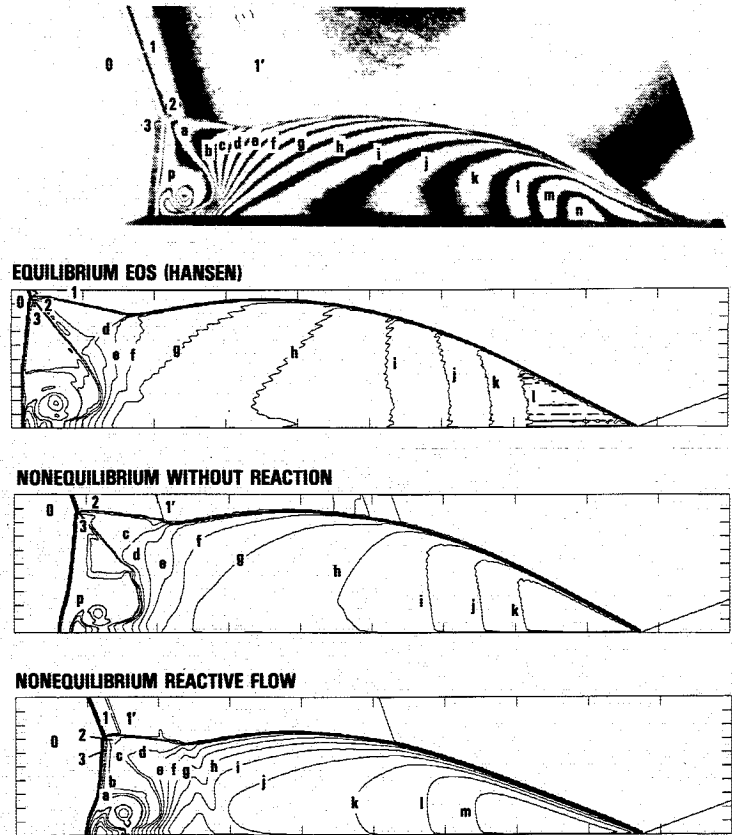 1
0
1'
2
3
a
b c d e f g h i j k l m n
p
EQUILIBRIUM EOS (HANSEN)
1
0 2
3
d
e f g h i j k l
NONEQUILIBRIUM WITHOUT REACTION
0 2 1'
3
c
d e f g h i j k
p
NONEQUILIBRIUM REACTIVE FLOW
1 1'
0 2
3 c d
e f g h i j k l m
b
a